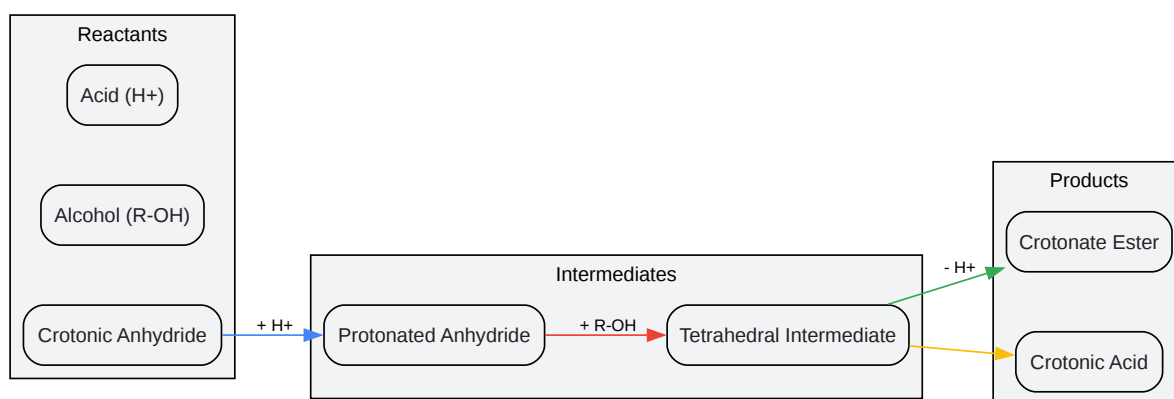 Reactants
Acid (H+)
Alcohol (R-OH)
Crotonic Anhydride
+ H+
Intermediates
Protonated Anhydride
+ R-OH
Tetrahedral Intermediate
- H+
Products
Crotonate Ester
Crotonic Acid